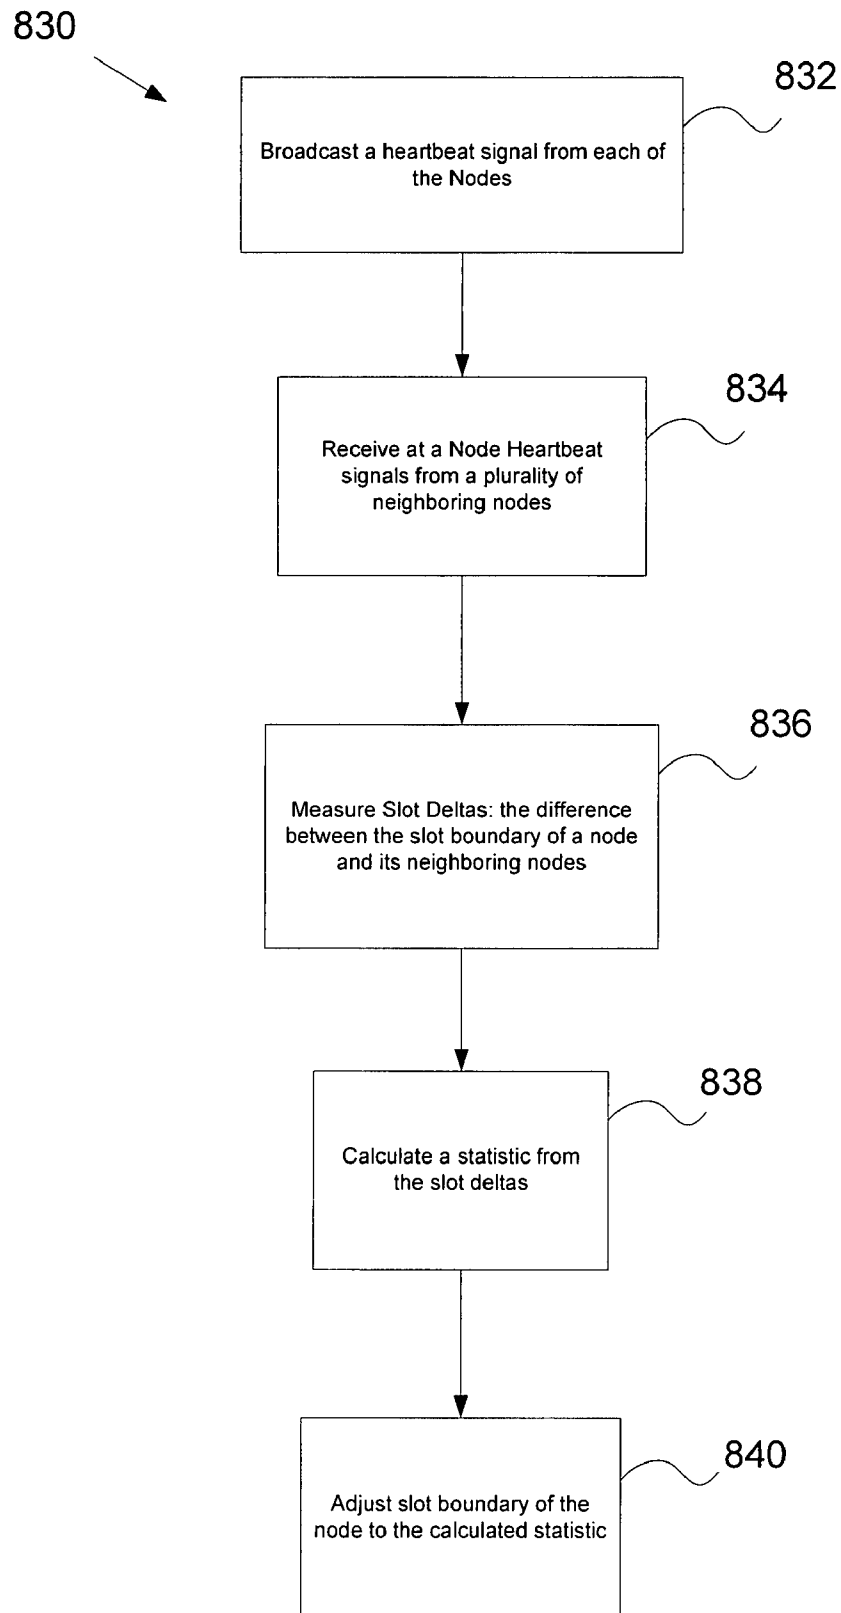 830
832
Broadcast a heartbeat signal from each of
the Nodes
834
Receive at a Node Heartbeat
signals from a plurality of
neighboring nodes
836
Measure Slot Deltas: the difference
between the slot boundary of a node
and its neighboring nodes
838
Calculate a statistic from
the slot deltas
840
Adjust slot boundary of the
node to the calculated statistic